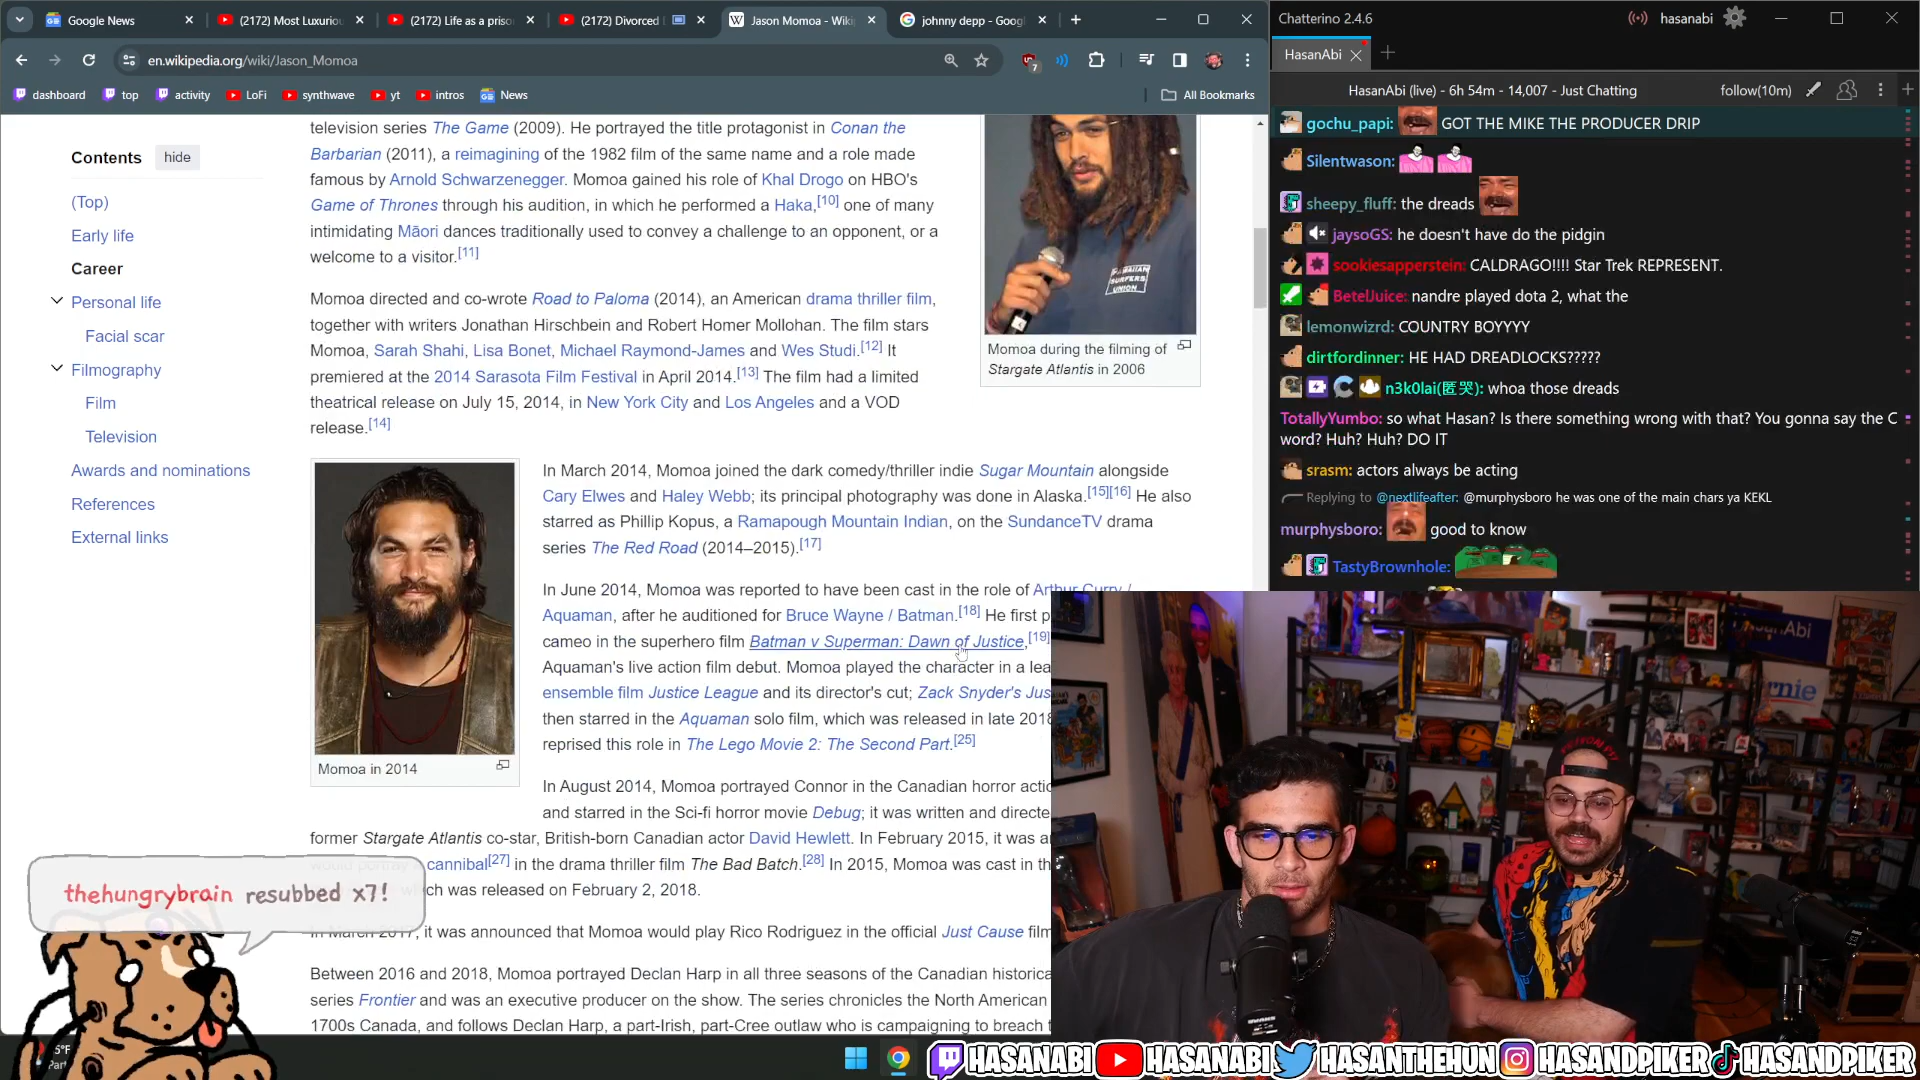 Google News
(2172) Most Luxuriou
(2172) Life as a priso
(2172) Divorced
Jason Momoa - Wiki
johnny depp - Goog
en.wikipedia.org/wiki/Jason_Momoa
dashboard
top
activity
LoFi
synthwave
yt
intros
News
All Bookmarks
Contents
hide
(Top)
Early life
Career
Personal life
Facial scar
Filmography
Film
Television
Awards and nominations
References
External links
television series The Game (2009). He portrayed the title protagonist in Conan the
Barbarian (2011), a reimagining of the 1982 film of the same name and a role made
famous by Arnold Schwarzenegger. Momoa gained his role of Khal Drogo on HBO's
Game of Thrones through his audition, in which he performed a Haka,[10] one of many
intimidating Māori dances traditionally used to convey a challenge to an opponent, or a
welcome to a visitor.[11]
Momoa directed and co-wrote Road to Paloma (2014), an American drama thriller film,
together with writers Jonathan Hirschbein and Robert Homer Mollohan. The film stars
Momoa, Sarah Shahi, Lisa Bonet, Michael Raymond-James and Wes Studi.[12] It
premiered at the 2014 Sarasota Film Festival in April 2014.[13] The film had a limited
theatrical release on July 15, 2014, in New York City and Los Angeles and a VOD
release.[14]
HAWAIIAN
SURFERS
UNION
Momoa during the filming of
Stargate Atlantis in 2006
Momoa in 2014
In March 2014, Momoa joined the dark comedy/thriller indie Sugar Mountain alongside
Cary Elwes and Haley Webb; its principal photography was done in Alaska.[15][16] He also
starred as Phillip Kopus, a Ramapough Mountain Indian, on the SundanceTV drama
series The Red Road (2014–2015).[17]
In June 2014, Momoa was reported to have been cast in the role of Arthur Curry /
Aquaman, after he auditioned for Bruce Wayne / Batman.[18] He first p
cameo in the superhero film Batman v Superman: Dawn of Justice,[19]
Aquaman's live action film debut. Momoa played the character in a lea
ensemble film Justice League and its director's cut; Zack Snyder's Jus
then starred in the Aquaman solo film, which was released in late 2018
reprised this role in The Lego Movie 2: The Second Part.[25]
In August 2014, Momoa portrayed Connor in the Canadian horror actio
and starred in the Sci-fi horror movie Debug; it was written and directe
former Stargate Atlantis co-star, British-born Canadian actor David Hewlett. In February 2015, it was an
would portray a cannibal[27] in the drama thriller film The Bad Batch.[28] In 2015, Momoa was cast in th
which was released on February 2, 2018.
In March 2017, it was announced that Momoa would play Rico Rodriguez in the official Just Cause film
Between 2016 and 2018, Momoa portrayed Declan Harp in all three seasons of the Canadian historica
series Frontier and was an executive producer on the show. The series chronicles the North American
1700s Canada, and follows Declan Harp, a part-Irish, part-Cree outlaw who is campaigning to breach t
thehungrybrain resubbed x7!
Chatterino 2.4.6
hasanabi
HasanAbi
HasanAbi (live) - 6h 54m - 14,007 - Just Chatting
follow(10m)
gochu_papi: GOT THE MIKE THE PRODUCER DRIP
Silentwason:
sheepy_fluff: the dreads
jaysoGS: he doesn't have do the pidgin
sookiesapperstein: CALDRAGO!!!! Star Trek REPRESENT.
BetelJuice: nandre played dota 2, what the
lemonwizrd: COUNTRY BOYYYY
dirtfordinner: HE HAD DREADLOCKS?????
n3k0lai(匿哭): whoa those dreads
TotallyYumbo: so what Hasan? Is there something wrong with that? You gonna say the C
word? Huh? Huh? DO IT
srasm: actors always be acting
Replying to @nextlifeafter: @murphysboro he was one of the main chars ya KEKL
murphysboro: good to know
TastyBrownhole:
HASANABI HASANABI HASANTHEHUN HASANDPIKER HASANDPIKER